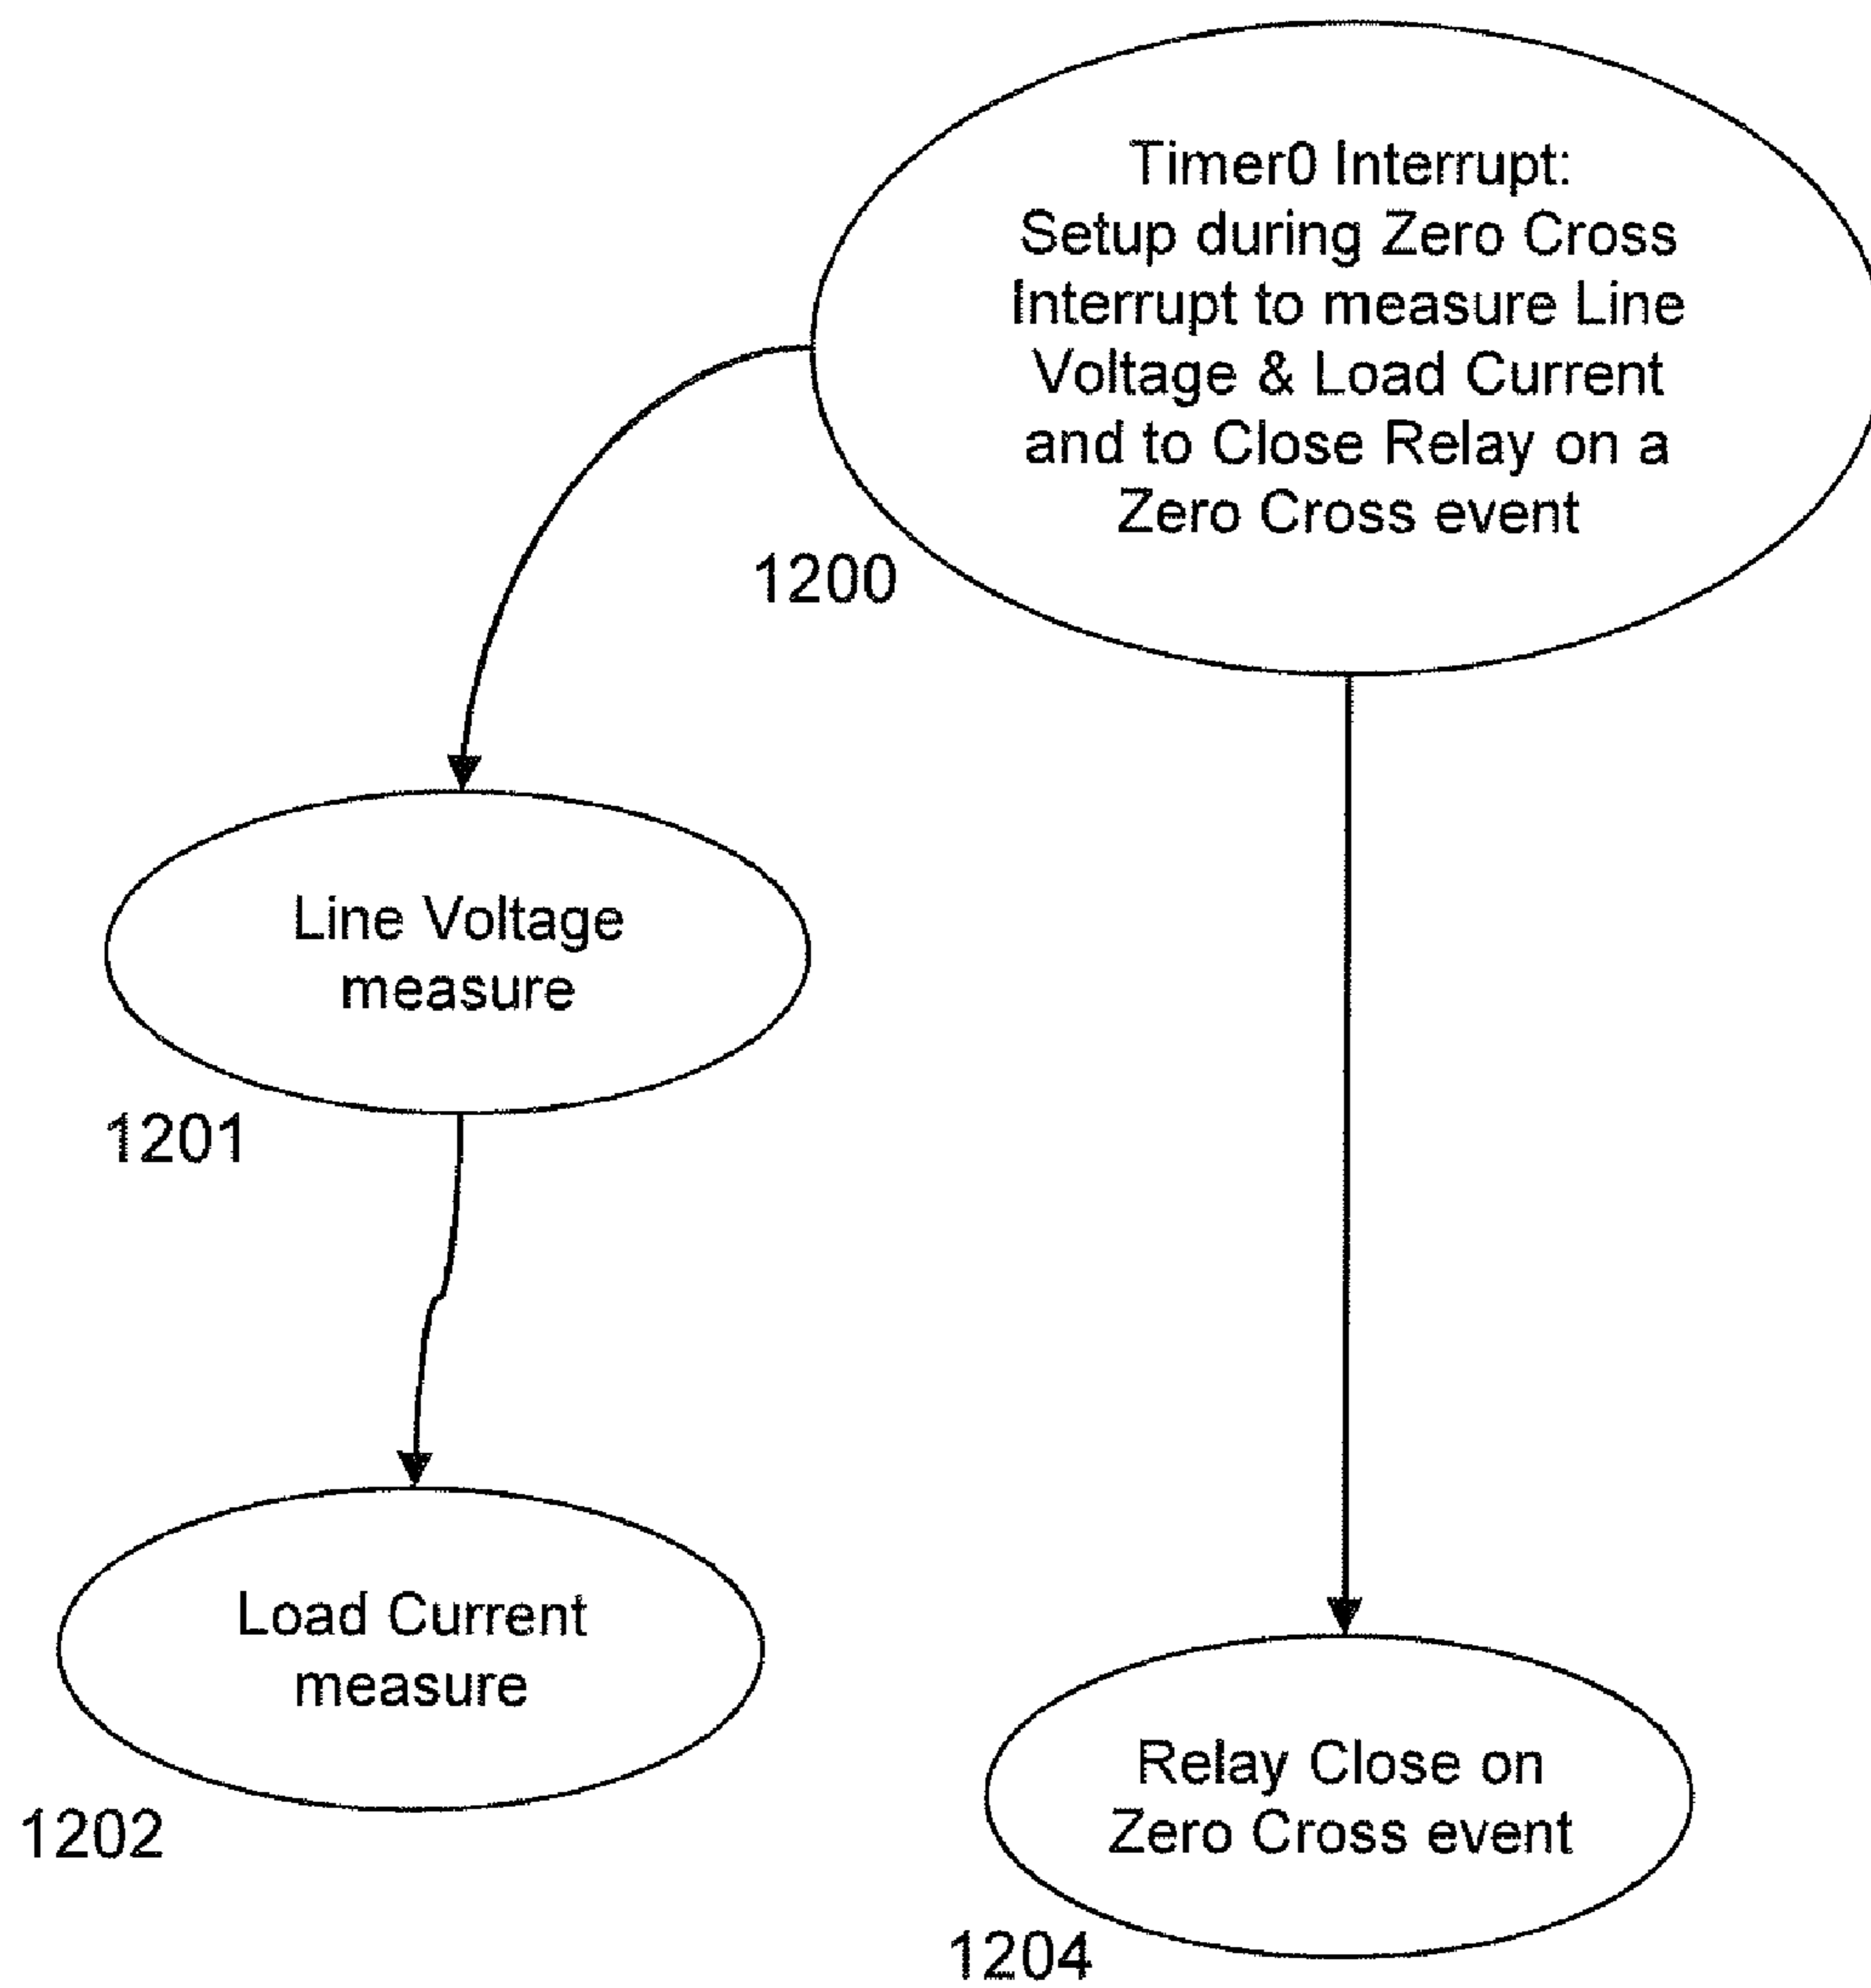 Timer0 Interrupt:
Setup during Zero Cross
Interrupt to measure Line
Voltage & Load Current
and to Close Relay on a
Zero Cross event
1200
Line Voltage
measure
1201
Load Current
measure
1202
Relay Close on
Zero Cross event
1204